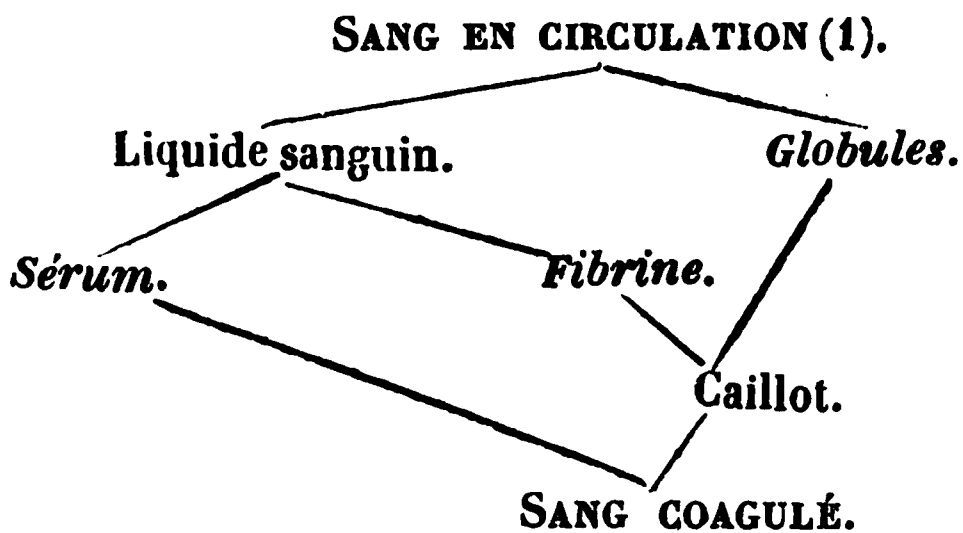 SANG EN CIRCULATION (1).
Liquide sanguin.
Globules.
Sérum.
Fibrine.
Caillot.
SANG COAGULÉ.